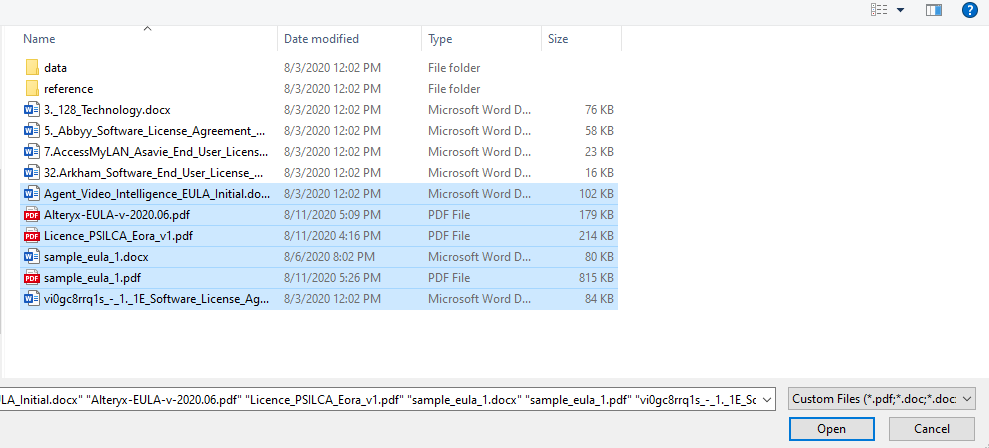 ?
Name Date modified Type Size
data 8/3/2020 12:02 PM File folder
reference 8/3/2020 12:02 PM File folder
3._128_Technology.docx 8/3/2020 12:02 PM Microsoft Word D... 76 KB
5._Abbyy_Software_License_Agreement_... 8/3/2020 12:02 PM Microsoft Word D... 58 KB
7.AccessMyLAN_Asavie_End_User_Licens... 8/3/2020 12:02 PM Microsoft Word D... 23 KB
32.Arkham_Software_End_User_License_... 8/3/2020 12:02 PM Microsoft Word D... 16 KB
Agent_Video_Intelligence_EULA_Initial.do... 8/3/2020 12:02 PM Microsoft Word D... 102 KB
PDF Alteryx-EULA-v-2020.06.pdf 8/11/2020 5:09 PM PDF File 179 KB
PDF Licence_PSILCA_Eora_v1.pdf 8/11/2020 4:16 PM PDF File 214 KB
sample_eula_1.docx 8/6/2020 8:02 PM Microsoft Word D... 80 KB
PDF sample_eula_1.pdf 8/11/2020 5:26 PM PDF File 815 KB
vi0gc8rrq1s_-_1._1E_Software_License_Ag... 8/3/2020 12:02 PM Microsoft Word D... 84 KB
ULA_Initial.docx" "Alteryx-EULA-v-2020.06.pdf" "Licence_PSILCA_Eora_v1.pdf" "sample_eula_1.docx" "sample_eula_1.pdf" "vi0gc8rrq1s_-_1._1E_So Custom Files (*.pdf;*.doc;*.doc
Open Cancel